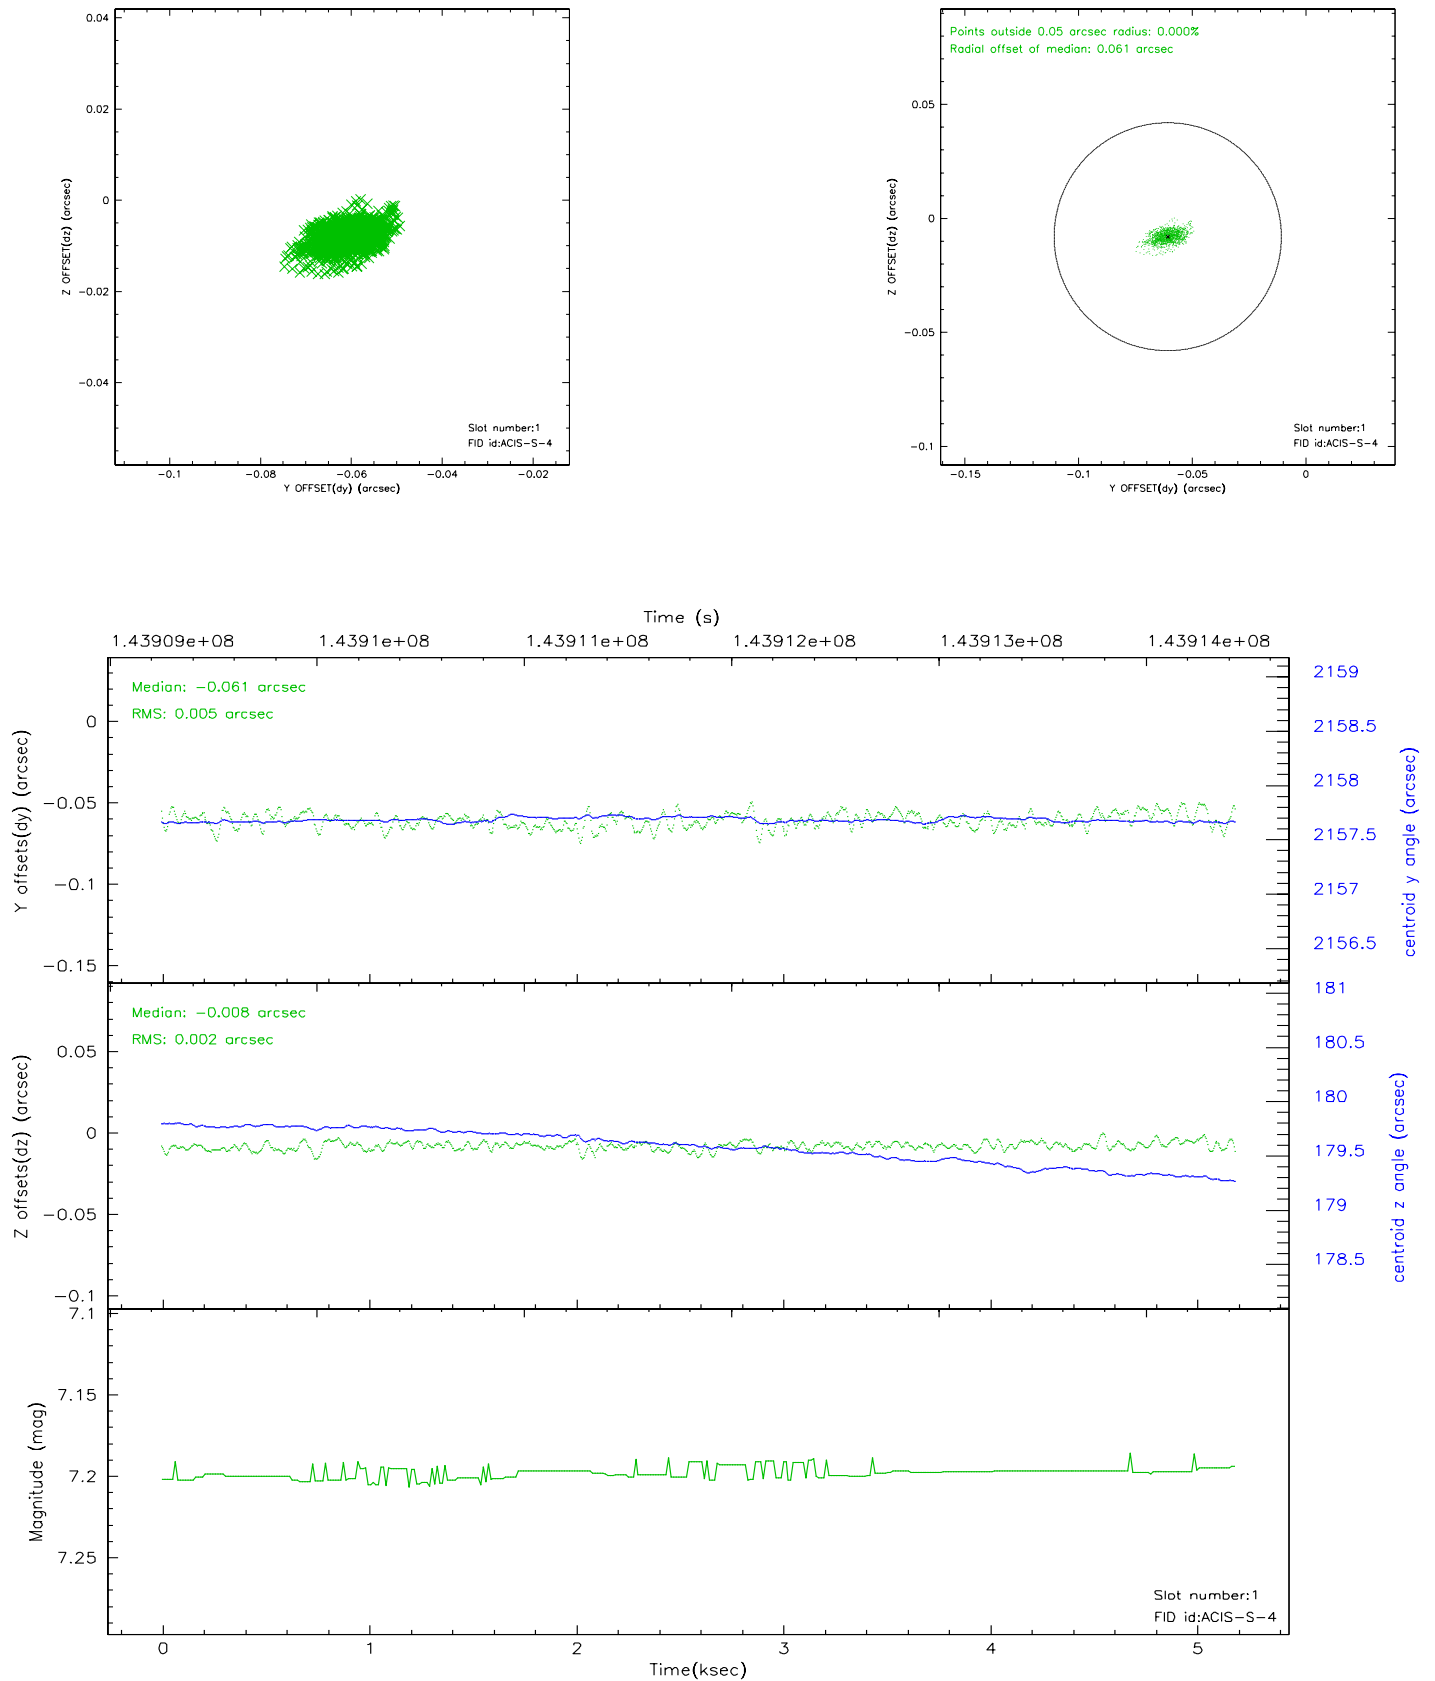 0.04
0.02
0
−0.02
−0.04
Z OFFSET(dz) (arcsec)
Slot number:1
FID id:ACIS−S−4
−0.1
−0.08
−0.06
−0.04
−0.02
Y OFFSET(dy) (arcsec)
Points outside 0.05 arcsec radius: 0.000%
Radial offset of median: 0.061 arcsec
0.05
0
−0.05
−0.1
Z OFFSET(dz) (arcsec)
Slot number:1
FID id:ACIS−S−4
−0.15
−0.1
−0.05
0
Y OFFSET(dy) (arcsec)
Time (s)
1.43909e+08
1.4391e+08
1.43911e+08
1.43912e+08
1.43913e+08
1.43914e+08
Median: −0.061 arcsec
RMS: 0.005 arcsec
0
−0.05
−0.1
−0.15
Y offsets(dy) (arcsec)
2159
2158.5
2158
2157.5
2157
2156.5
centroid y angle (arcsec)
Median: −0.008 arcsec
RMS: 0.002 arcsec
0.05
0
−0.05
−0.1
Z offsets(dz) (arcsec)
181
180.5
180
179.5
179
178.5
centroid z angle (arcsec)
7.1
7.15
7.2
7.25
Magnitude (mag)
Slot number:1
FID id:ACIS−S−4
0
1
2
3
4
5
Time(ksec)